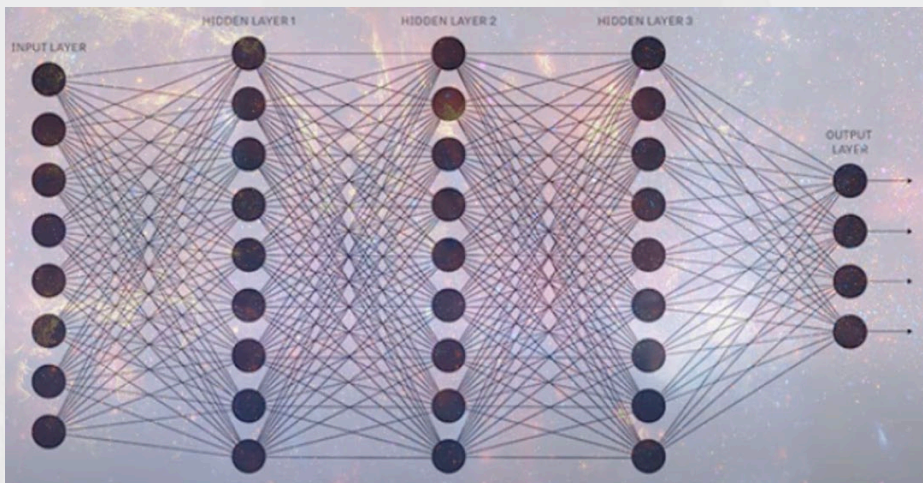 INPUT LAYER
HIDDEN LAYER 1
HIDDEN LAYER 2
HIDDEN LAYER 3
OUTPUT
LAYER